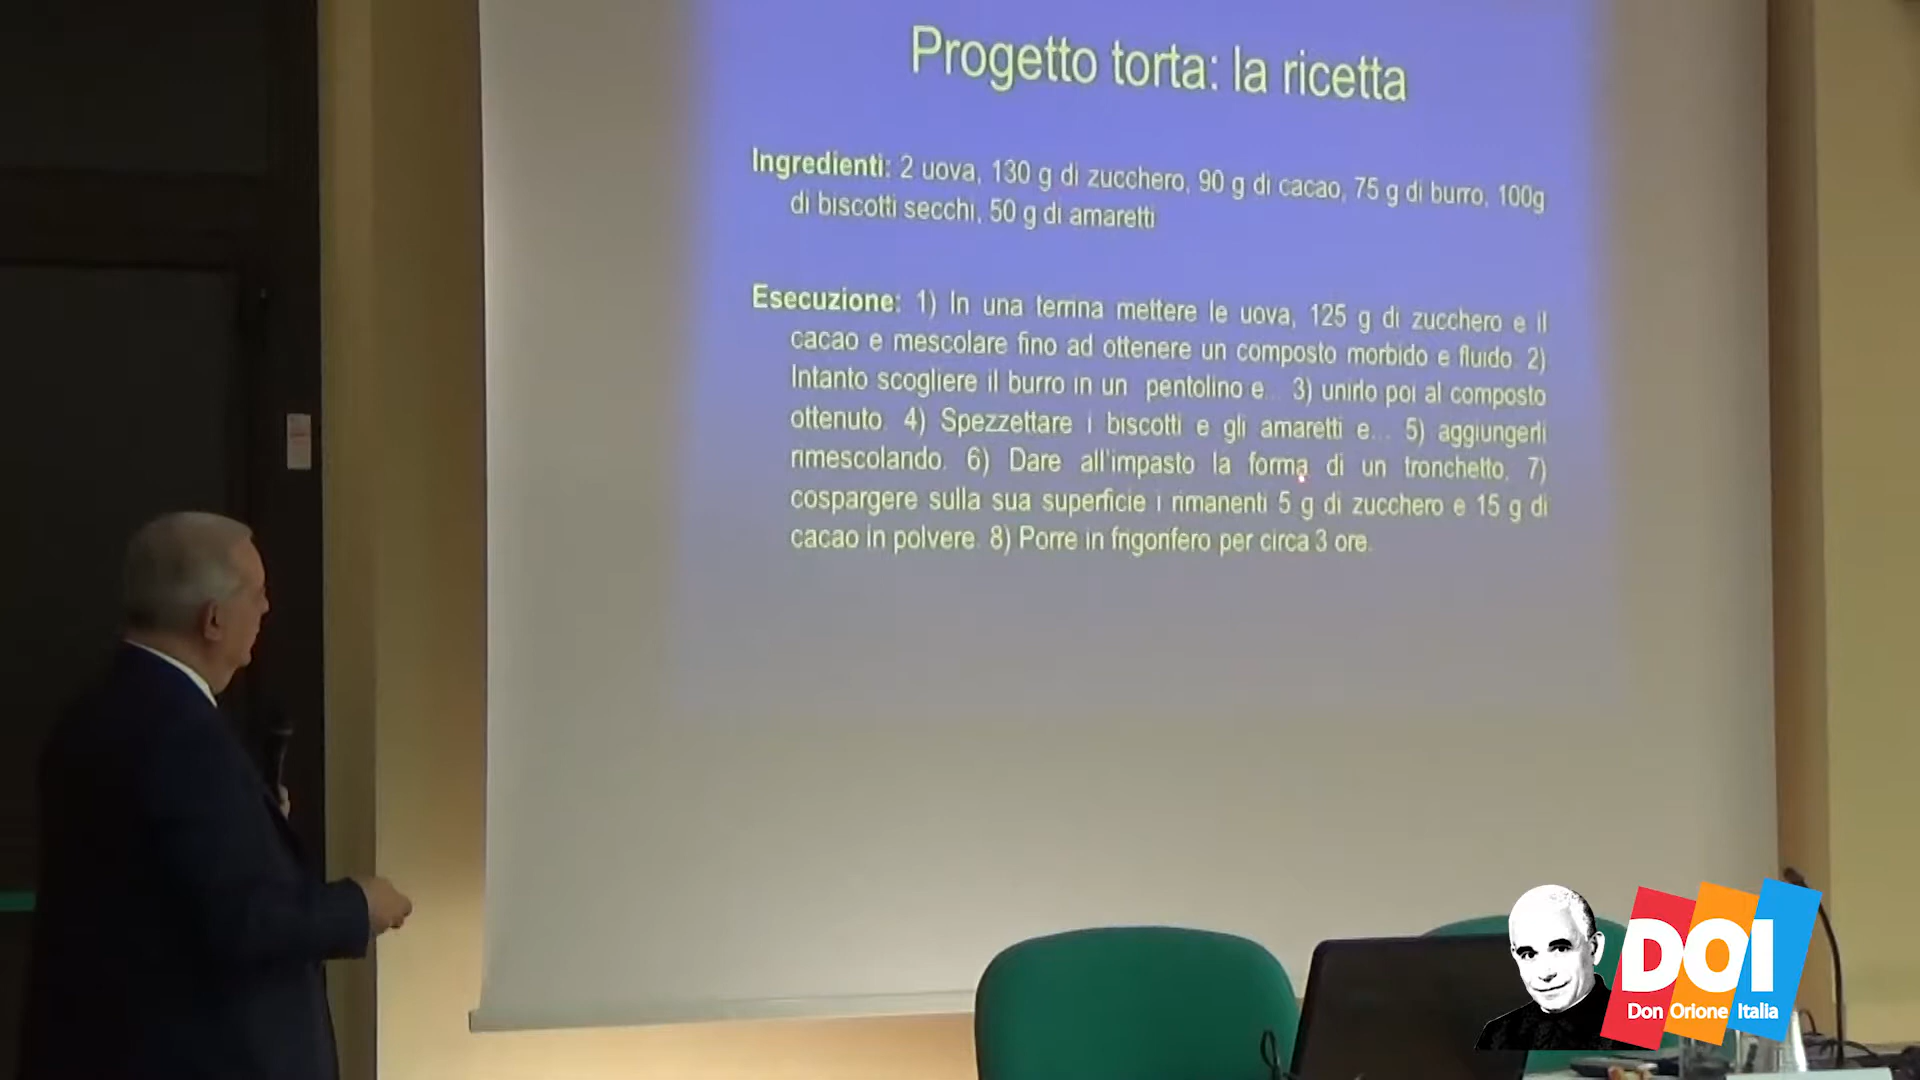 Progetto torta: la ricetta
Ingredienti: 2 uova, 130 g di zucchero, 90 g di cacao, 75 g di burro, 100g
di biscotti secchi, 50 g di amaretti
Esecuzione: 1) In una terrina mettere le uova, 125 g di zucchero e il
cacao e mescolare fino ad ottenere un composto morbido e fluido. 2)
Intanto sciogliere il burro in un pentolino e... 3) unirlo poi al composto
ottenuto. 4) Spezzettare i biscotti e gli amaretti e... 5) aggiungerli
rimescolando. 6) Dare all'impasto la forma di un tronchetto, 7)
cospargere sulla sua superficie i rimanenti 5 g di zucchero e 15 g di
cacao in polvere. 8) Porre in frigorifero per circa 3 ore.
DOI
Don Orione Italia